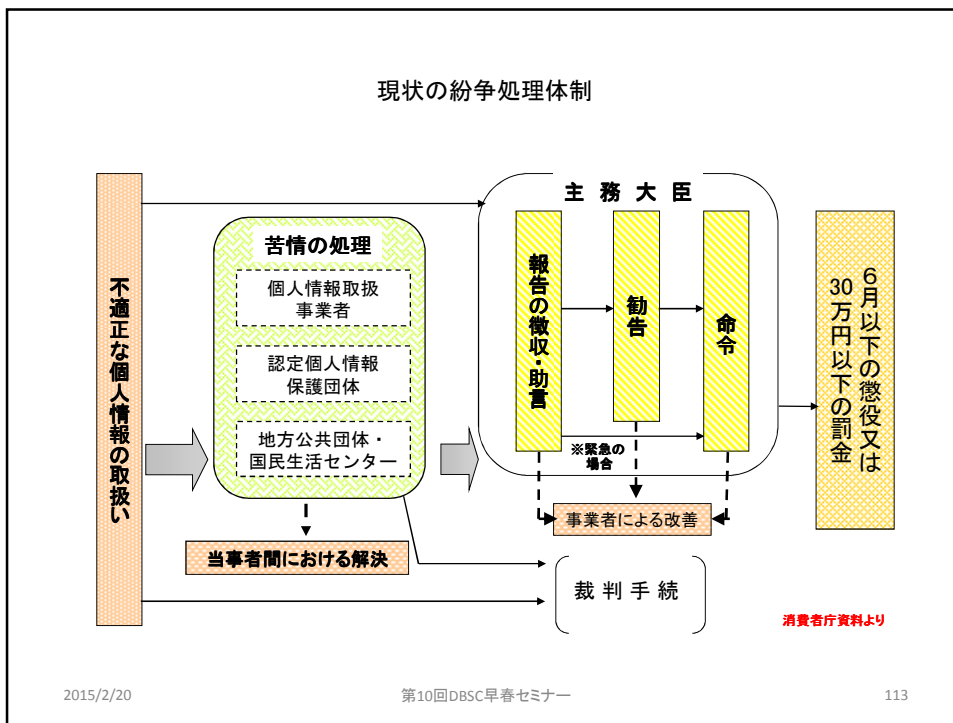 現状の紛争処理体制
不適正な個人情報の取扱い
苦情の処理
個人情報取扱
事業者
認定個人情報
保護団体
地方公共団体・
国民生活センター
当事者間における解決
主 務 大 臣
報告の徴収・助言
勧告
命令
※緊急の
場合
事業者による改善
裁 判 手 続
6月以下の懲役又は
30万円以下の罰金
消費者庁資料より
2015/2/20
第10回DBSC早春セミナー
113